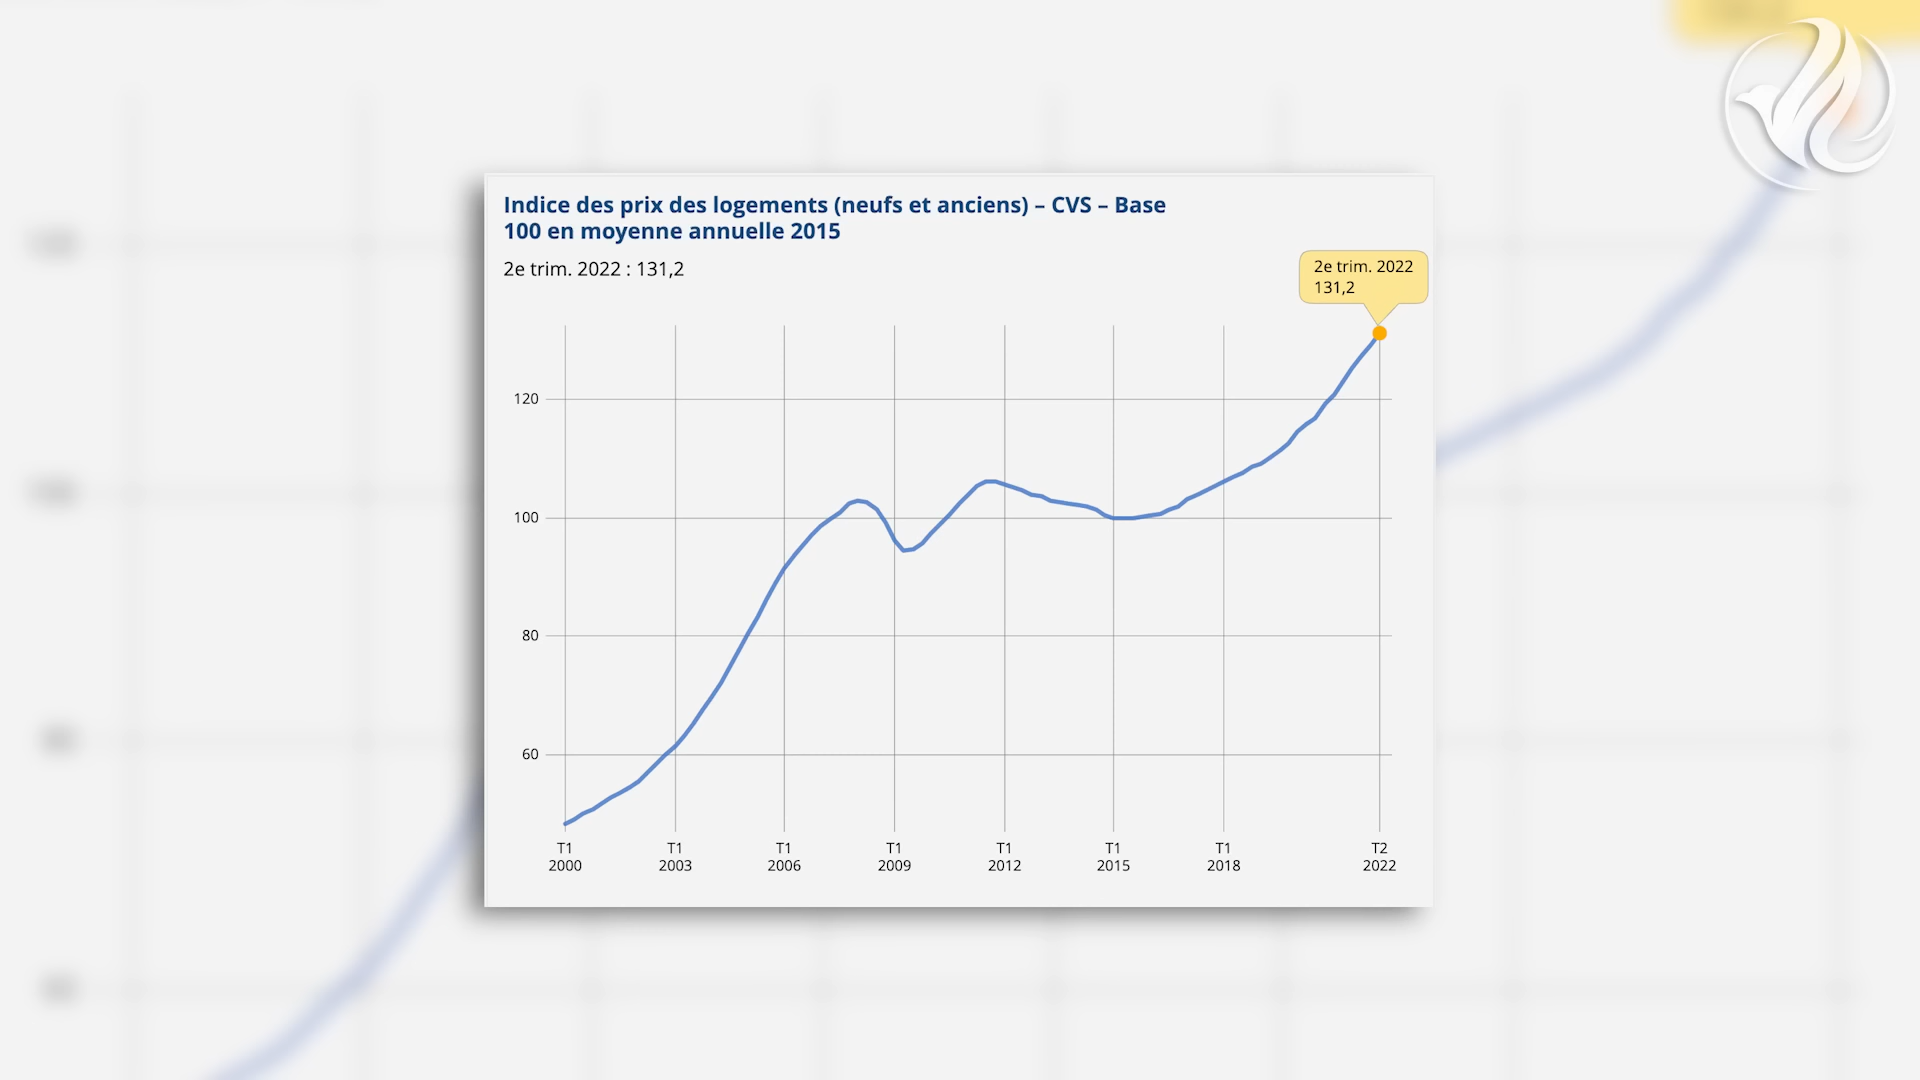 Indice des prix des logements (neufs et anciens) – CVS – Base
100 en moyenne annuelle 2015
2e trim. 2022 : 131,2
2e trim. 2022
131,2
120
100
80
60
T1 T1 T1 T1 T1 T1 T1 T2
2000 2003 2006 2009 2012 2015 2018 2022